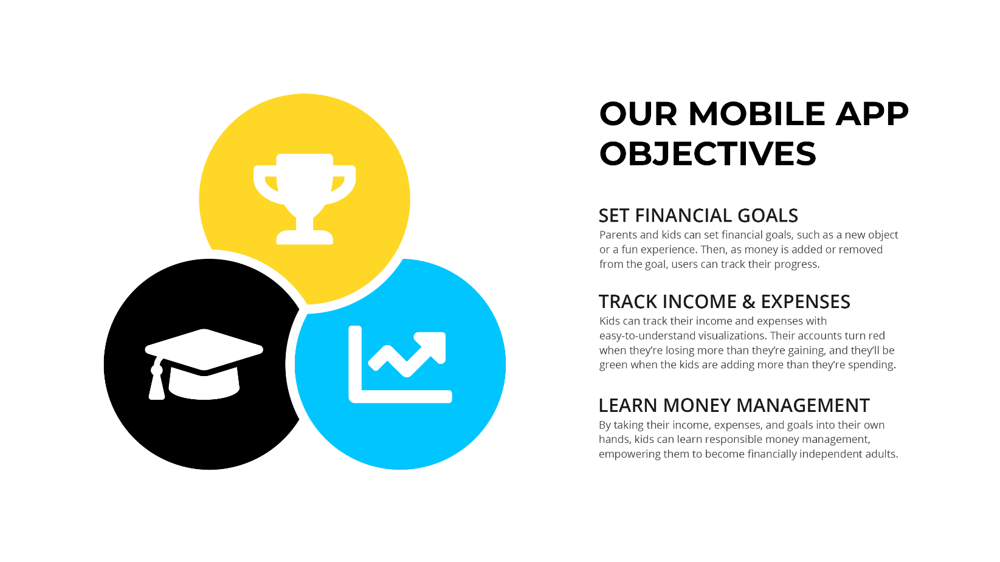 OUR MOBILE APP
OBJECTIVES
SET FINANCIAL GOALS
Parents and kids can set financial goals, such as a new object
or a fun experience. Then, as money is added or removed
from the goal, users can track their progress.
TRACK INCOME & EXPENSES
Kids can track their income and expenses with
easy-to-understand visualizations. Their accounts turn red
when they’re losing more than they’re gaining, and they’ll be
green when the kids are adding more than they’re spending.
LEARN MONEY MANAGEMENT
By taking their income, expenses, and goals into their own
hands, kids can learn responsible money management,
empowering them to become financially independent adults.